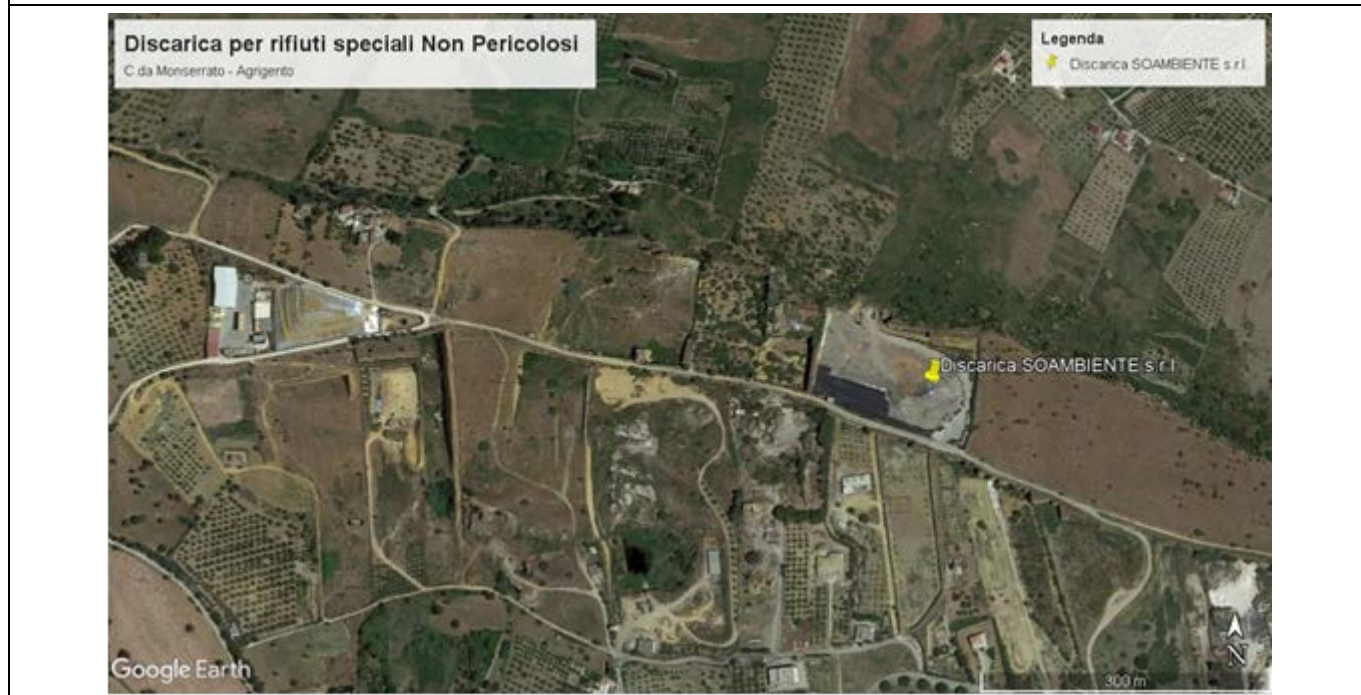 Discarica per rifiuti speciali Non Pericolosi
C.da Monserrato - Agrigento
Legenda
Discarica SOAMBIENTE s.r.l.
Discarica SOAMBIENTE s.r.l
Google Earth
N
300 m